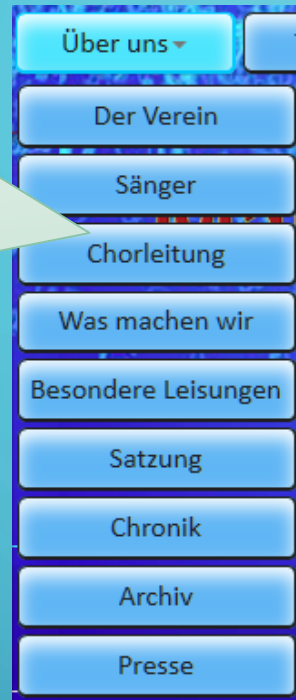 Über uns
Der Verein
Sänger
Chorleitung
Was machen wir
Besondere Leisungen
Satzung
Chronik
Archiv
Presse